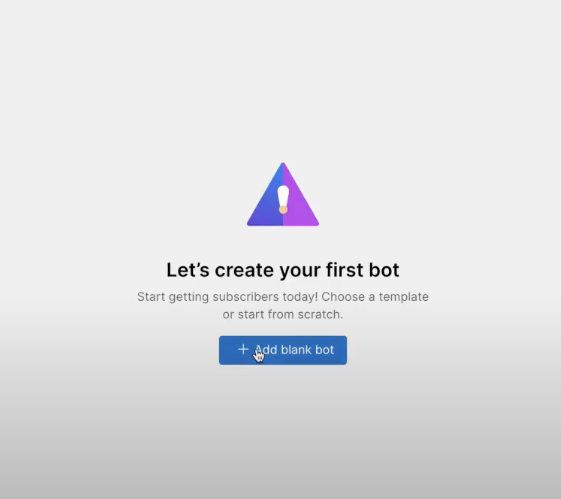 Let’s create your first bot
Start getting subscribers today! Choose a template
or start from scratch.
+ Add blank bot